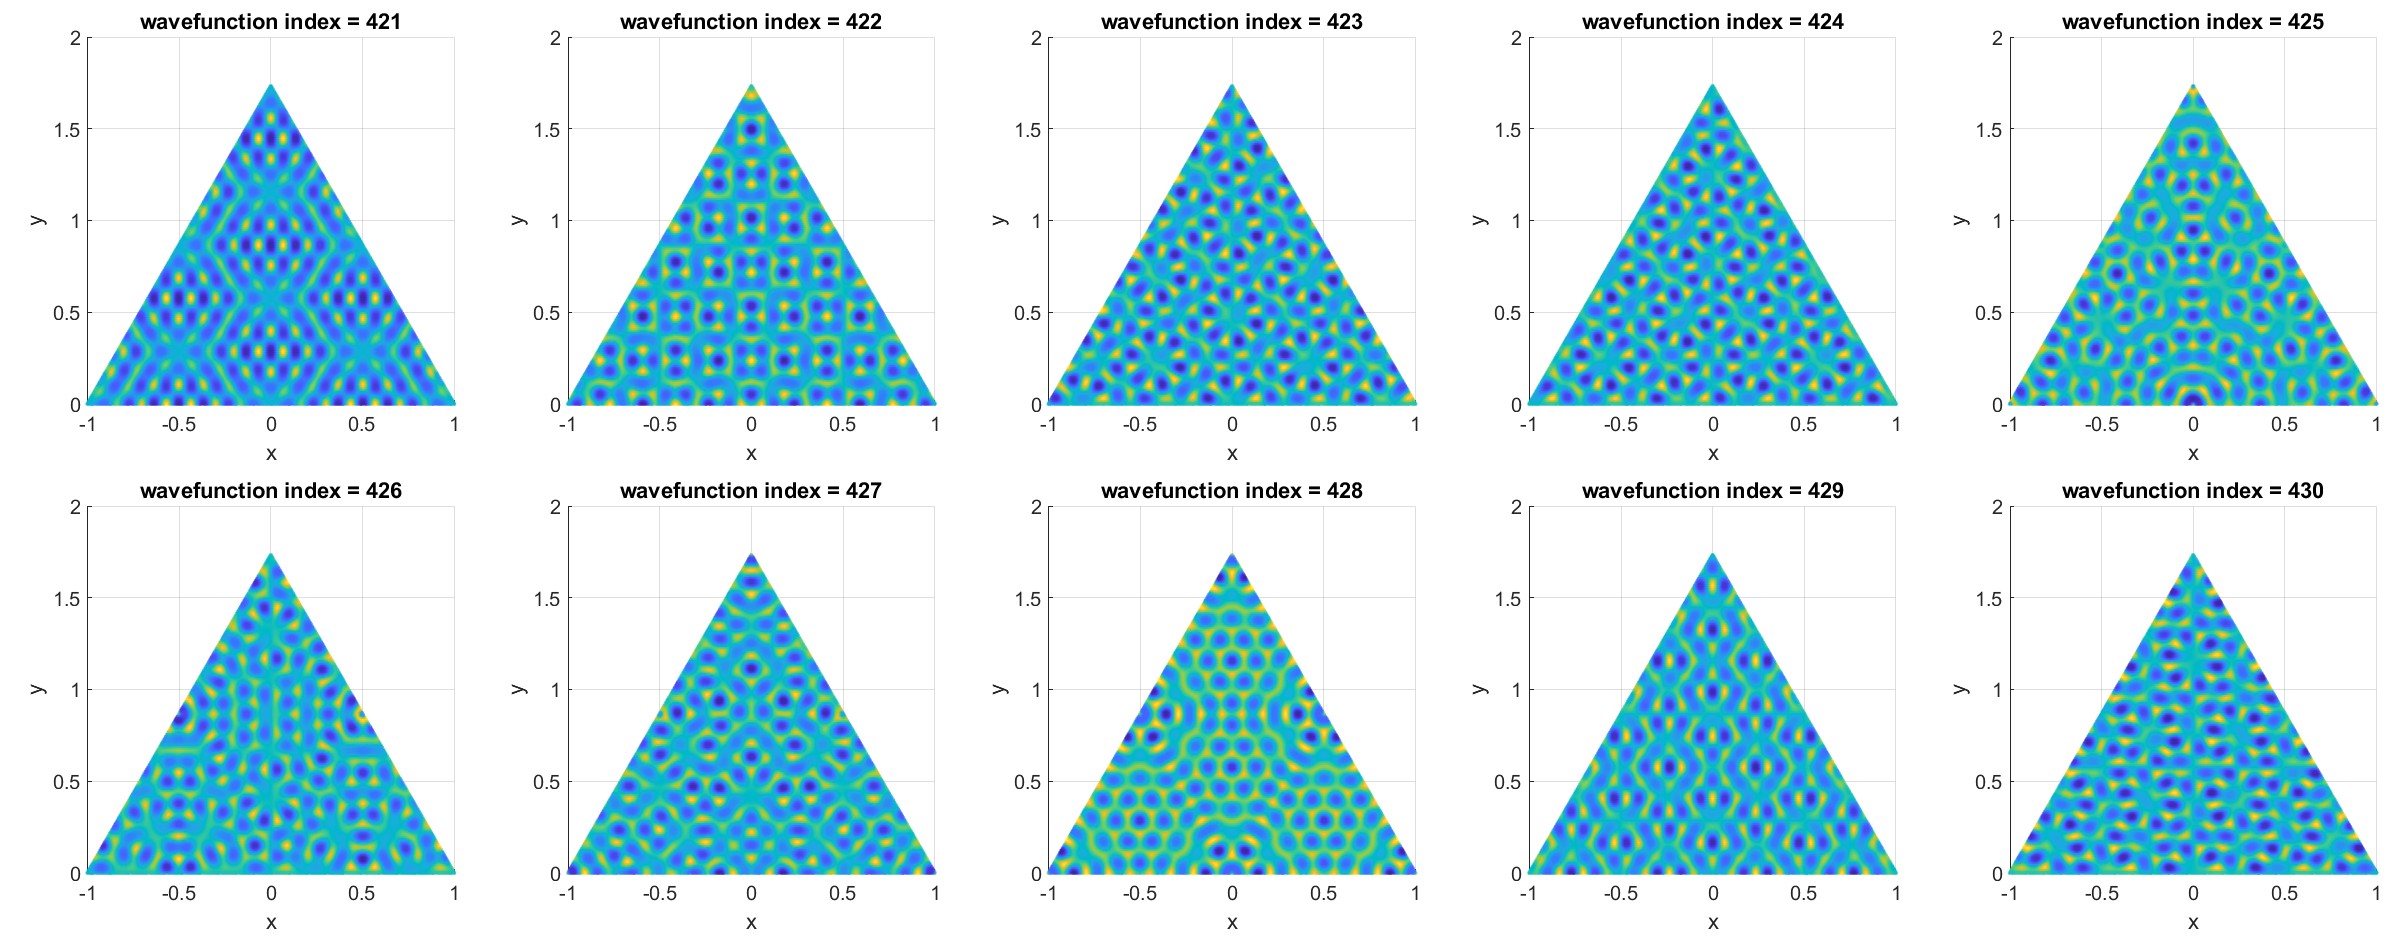 wavefunction index = 421
2
1.5
y
1
0.5
0
-1 -0.5 0 0.5 1
x
wavefunction index = 422
2
1.5
y
1
0.5
0
-1 -0.5 0 0.5 1
x
wavefunction index = 423
2
1.5
y
1
0.5
0
-1 -0.5 0 0.5 1
x
wavefunction index = 424
2
1.5
y
1
0.5
0
-1 -0.5 0 0.5 1
x
wavefunction index = 425
2
1.5
y
1
0.5
0
-1 -0.5 0 0.5 1
x
wavefunction index = 426
2
1.5
y
1
0.5
0
-1 -0.5 0 0.5 1
x
wavefunction index = 427
2
1.5
y
1
0.5
0
-1 -0.5 0 0.5 1
x
wavefunction index = 428
2
1.5
y
1
0.5
0
-1 -0.5 0 0.5 1
x
wavefunction index = 429
2
1.5
y
1
0.5
0
-1 -0.5 0 0.5 1
x
wavefunction index = 430
2
1.5
y
1
0.5
0
-1 -0.5 0 0.5 1
x